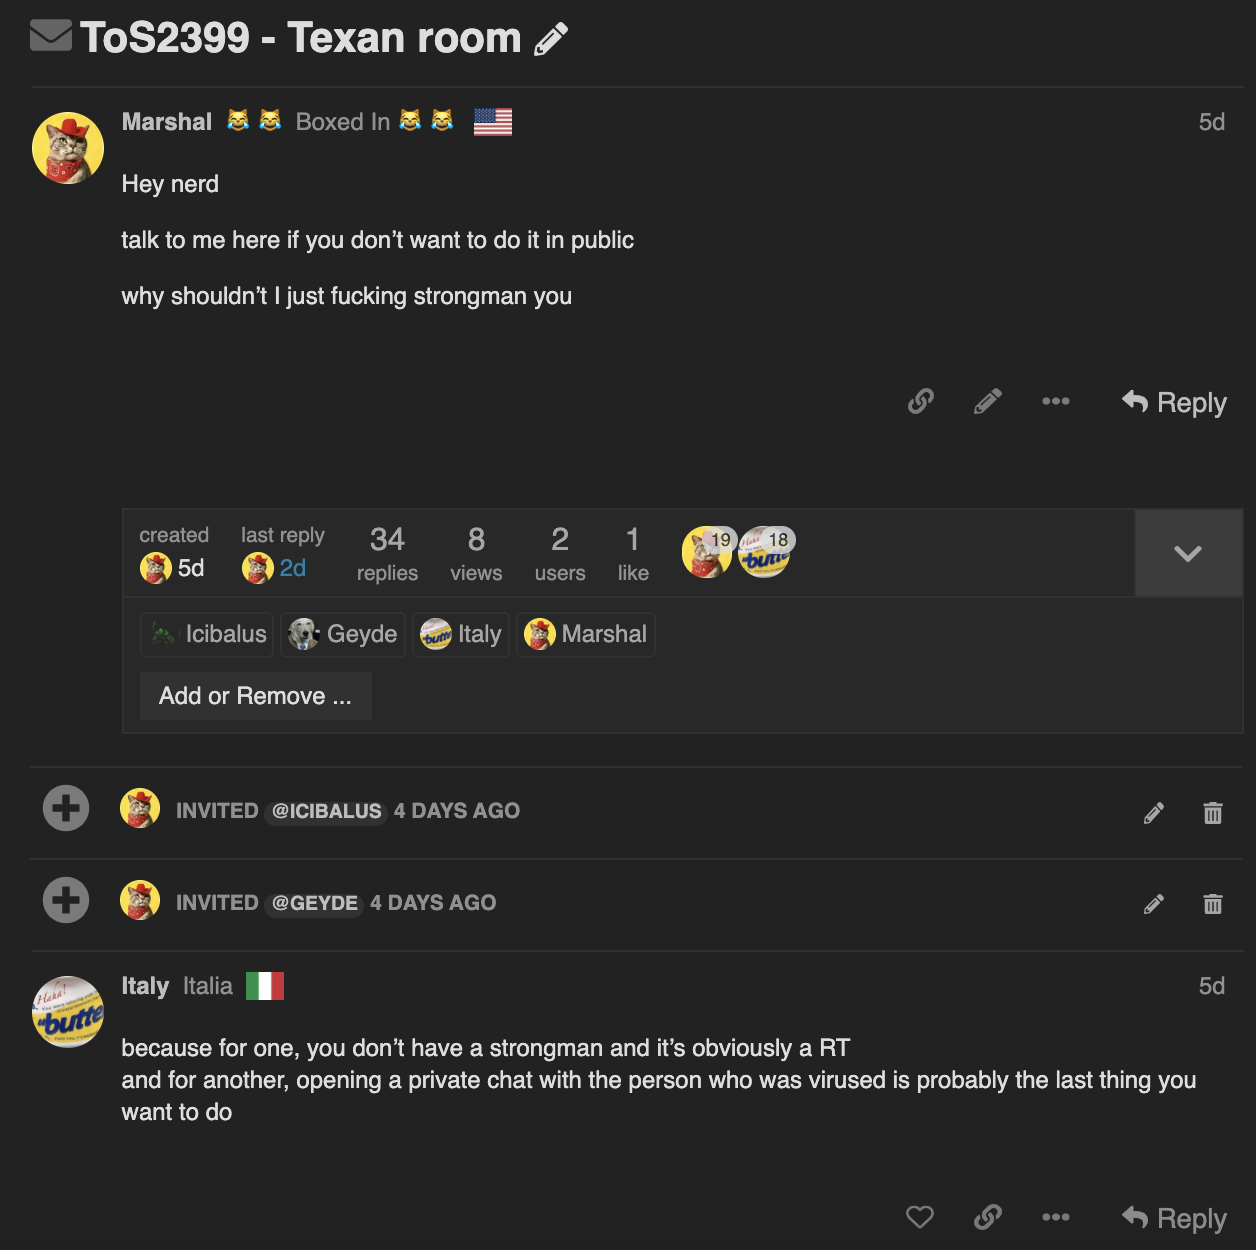 ToS2399 - Texan room
Marshal Boxed In 5d
Hey nerd
talk to me here if you don’t want to do it in public
why shouldn’t I just fucking strongman you
Reply
created last reply 34 8 2 1 19 18
5d 2d replies views users like
Icibalus Geyde Italy Marshal
Add or Remove ...
INVITED @ICIBALUS 4 DAYS AGO
INVITED @GEYDE 4 DAYS AGO
Italy Italia 5d
because for one, you don’t have a strongman and it’s obviously a RT
and for another, opening a private chat with the person who was virused is probably the last thing you
want to do
Reply